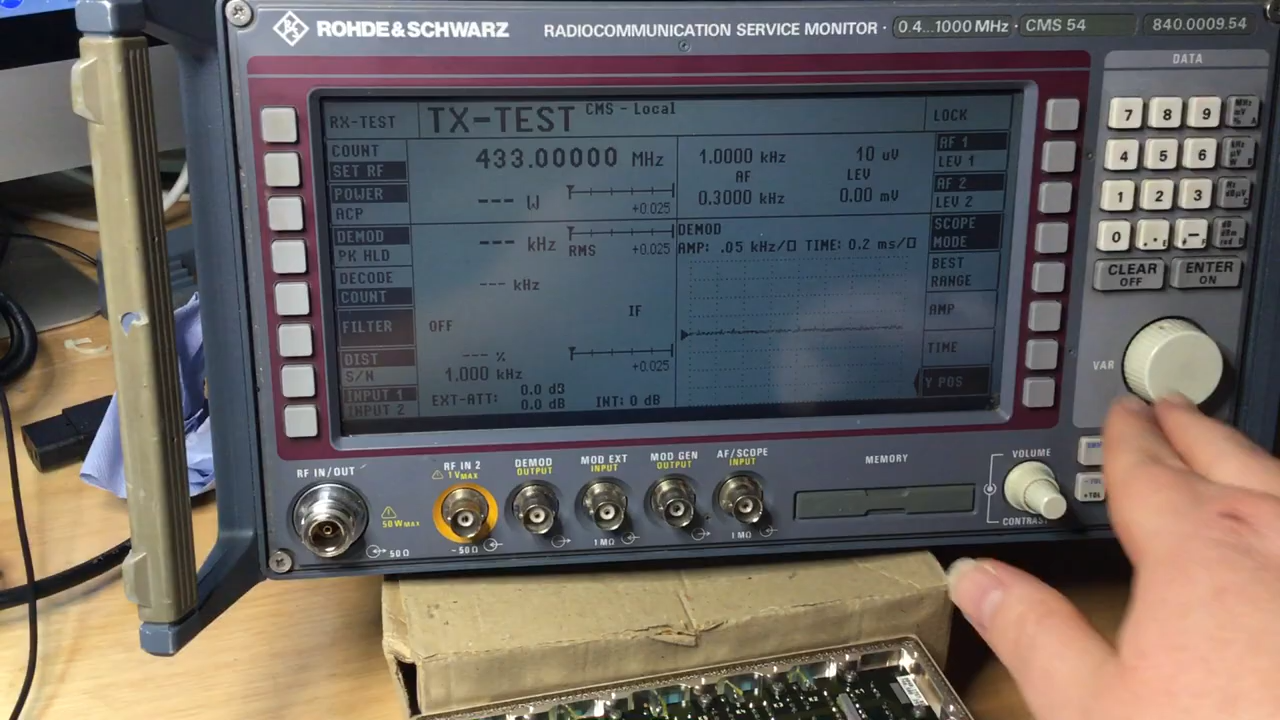 ROHDE & SCHWARZ
RADIOCOMMUNICATION SERVICE MONITOR · 0.4...1000 MHz · CMS 54
840.0009.54
DATA
RX-TEST
TX-TEST
CMS - Local
LOCK
COUNT
SET RF
433.00000 MHz
1.0000 kHz
10 uV
AF 1
LEV 1
POWER
ACP
--- W
+0.025
AF
LEV
0.3000 kHz
0.00 mV
AF 2
LEV 2
DEMOD
PK HLD
--- kHz
RMS
+0.025
DEMOD
AMP: .05 kHz/ TIME: 0.2 ms/
SCOPE
MODE
DECODE
COUNT
--- kHz
BEST
RANGE
FILTER
OFF
IF
AMP
DIST
S/N
--- %
1.000 kHz
+0.025
TIME
INPUT 1
INPUT 2
EXT-ATT:
0.0 dB
0.0 dB
INT: 0 dB
Y POS
7
8
9
4
5
6
1
2
3
0
CLEAR
OFF
ENTER
ON
VAR
RF IN/OUT
50 W MAX
50 Ω
RF IN 2
1 V MAX
~50 Ω
DEMOD
OUTPUT
MOD EXT
INPUT
1 MΩ
MOD GEN
OUTPUT
AF/SCOPE
INPUT
1 MΩ
MEMORY
VOLUME
CONTRAST
+TOL